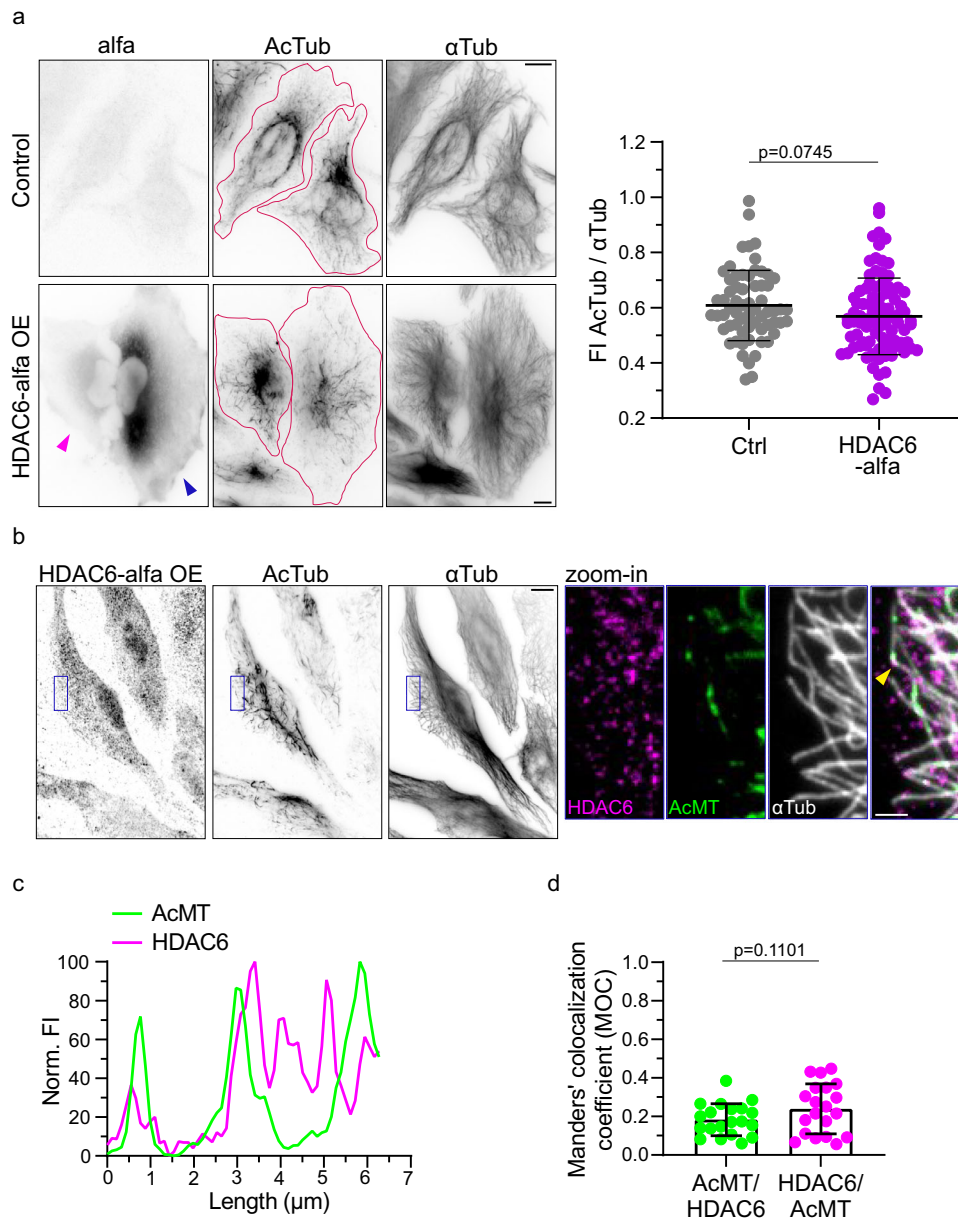 a
alfa AcTub αTub
Control
HDAC6-alfa OE
FI AcTub / αTub
1.2
1.0
0.8
0.6
0.4
0.2
p=0.0745
Ctrl HDAC6
-alfa
b
HDAC6-alfa OE AcTub αTub zoom-in
HDAC6 AcMT αTub
c
AcMT
HDAC6
Norm. FI
100
80
60
40
20
0
0 1 2 3 4 5 6 7
Length (μm)
d
Manders' colocalization
coefficient (MOC)
p=0.1101
1.0
0.8
0.6
0.4
0.2
0.0
AcMT/ HDAC6/
HDAC6 AcMT